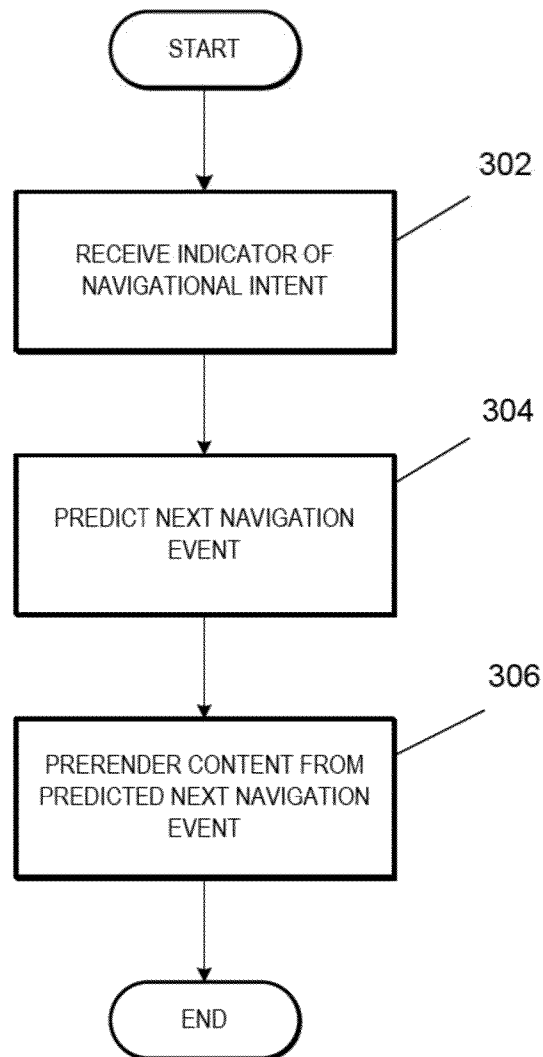 START
302
RECEIVE INDICATOR OF
NAVIGATIONAL INTENT
304
PREDICT NEXT NAVIGATION
EVENT
306
PRERENDER CONTENT FROM
PREDICTED NEXT NAVIGATION
EVENT
END